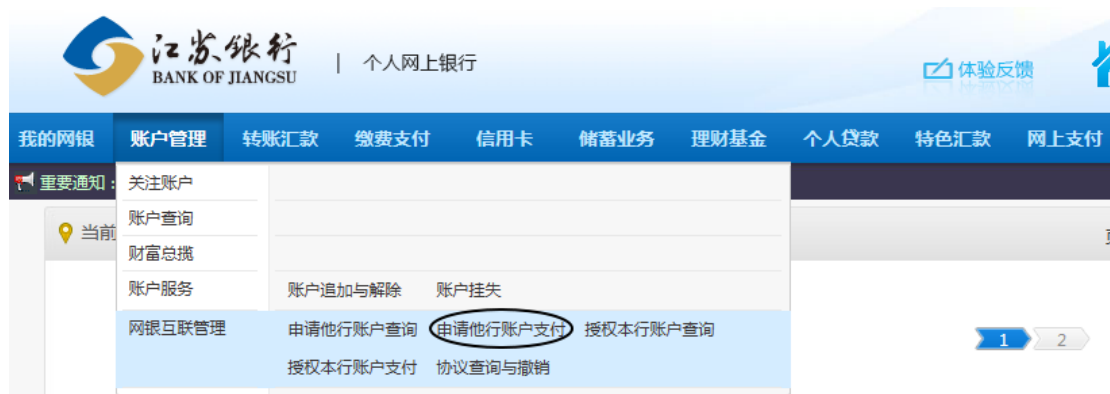 江苏银行
BANK OF JIANGSU
个人网上银行
体验反馈
我的网银 账户管理 转账汇款 缴费支付 信用卡 储蓄业务 理财基金 个人贷款 特色汇款 网上支付
重要通知：
关注账户
账户查询
当前
财富总揽
账户服务 账户追加与解除 账户挂失
网银互联管理 申请他行账户查询 申请他行账户支付 授权本行账户查询
授权本行账户支付 协议查询与撤销
1 2